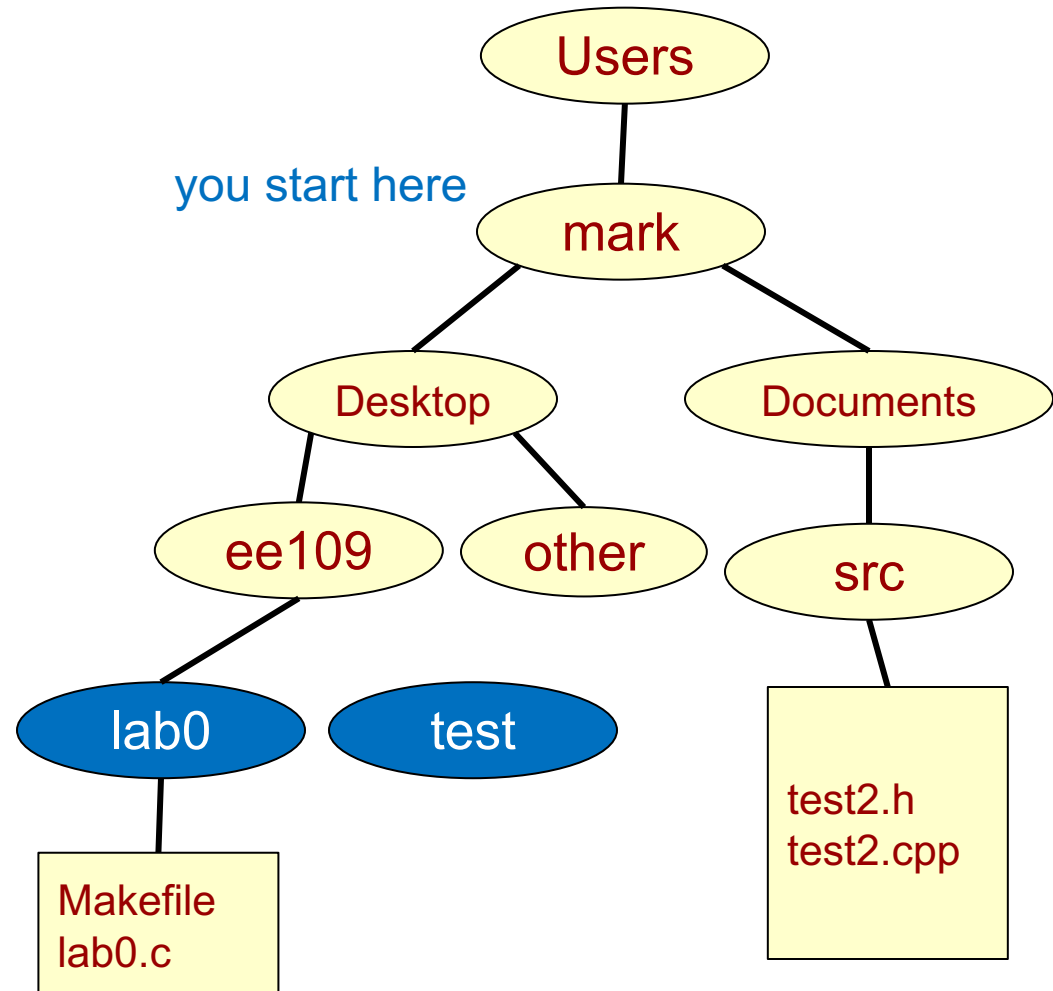 Users
you start here
mark
Desktop
Documents
ee109
other
src
lab0
test
test2.h
test2.cpp
Makefile
lab0.c